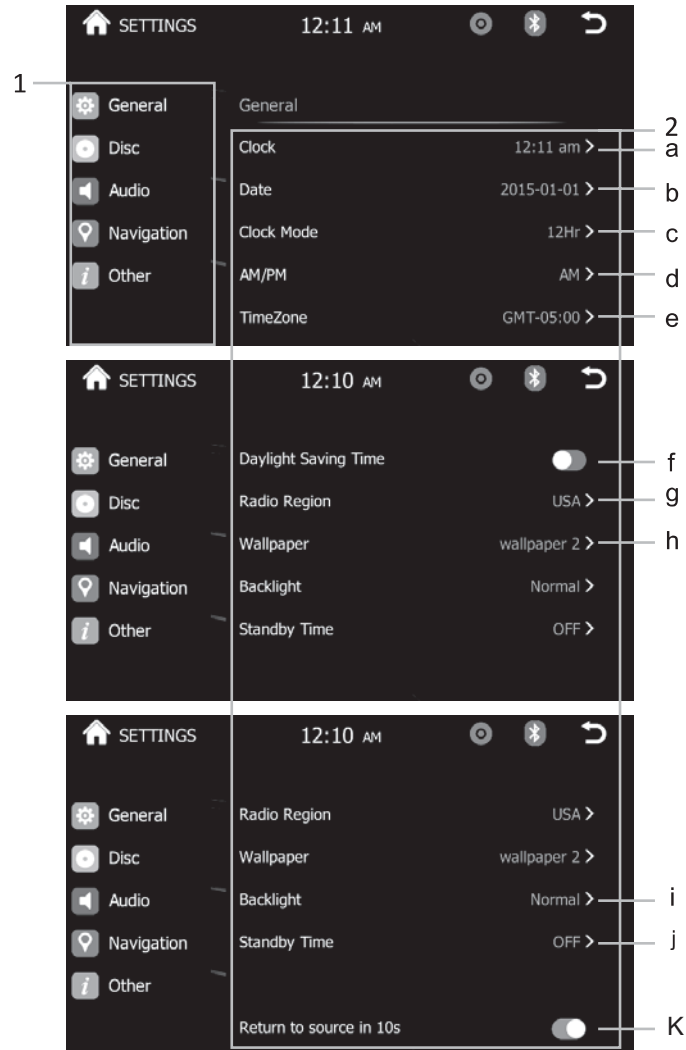 SETTINGS 12:11 AM
1
General General
2
Disc Clock 12:11 am > a
Audio Date 2015-01-01 > b
Navigation Clock Mode 12Hr > c
i Other AM/PM AM > d
TimeZone GMT-05:00 > e
SETTINGS 12:10 AM
General Daylight Saving Time f
Disc Radio Region USA > g
Audio Wallpaper wallpaper 2 > h
Navigation Backlight Normal >
i Other Standby Time OFF >
SETTINGS 12:10 AM
General Radio Region USA >
Disc Wallpaper wallpaper 2 >
Audio Backlight Normal > i
Navigation Standby Time OFF > j
i Other
Return to source in 10s K